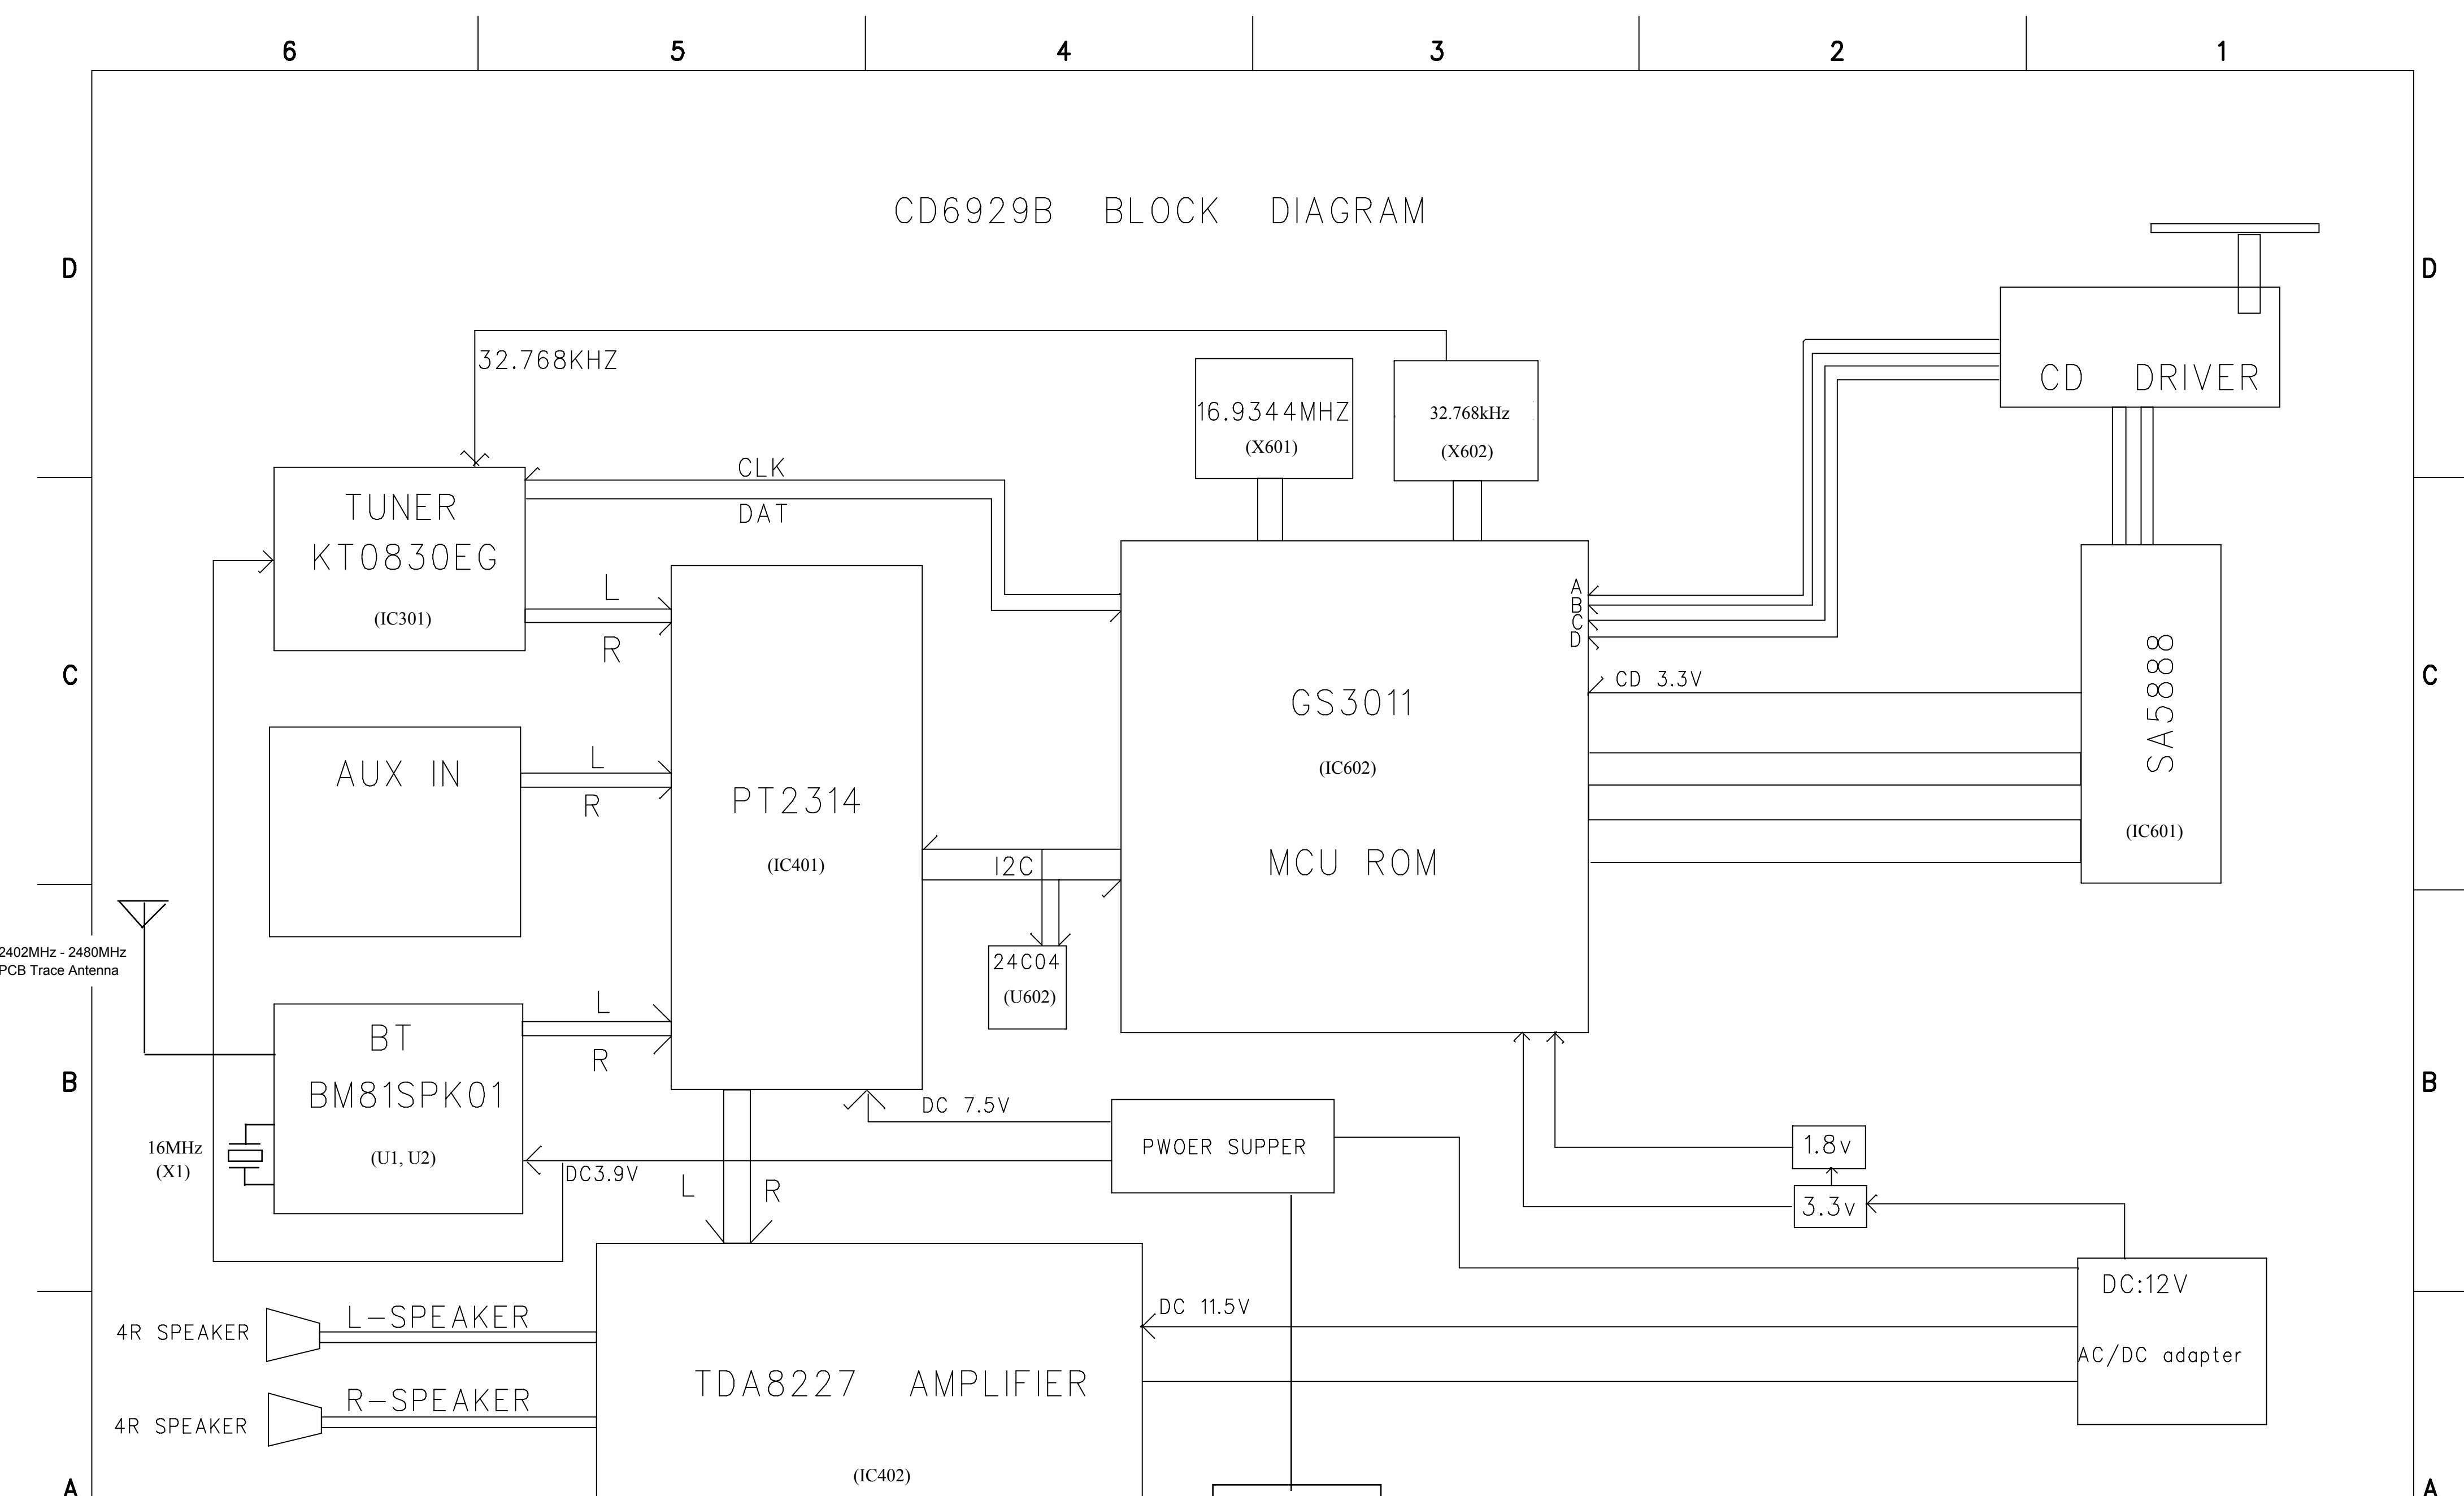 6 5 4 3 2 1
CD6929B BLOCK DIAGRAM
D D
32.768KHZ
16.9344MHZ
(X601)
32.768kHz
(X602)
CD DRIVER
CLK
DAT
TUNER
KT0830EG
(IC301)
L
R
A
B
C
D
C C
CD 3.3V
GS3011
(IC602)
MCU ROM
SA5888
(IC601)
AUX IN
L
R
PT2314
(IC401)
I2C
24C04
(U602)
2402MHz - 2480MHz
PCB Trace Antenna
BT
BM81SPK01
(U1, U2)
L
R
B B
16MHz
(X1)
DC 7.5V
PWOER SUPPER
DC3.9V
1.8v
3.3v
L R
DC:12V
AC/DC adapter
DC 11.5V
4R SPEAKER
L-SPEAKER
4R SPEAKER
R-SPEAKER
TDA8227 AMPLIFIER
(IC402)
A A